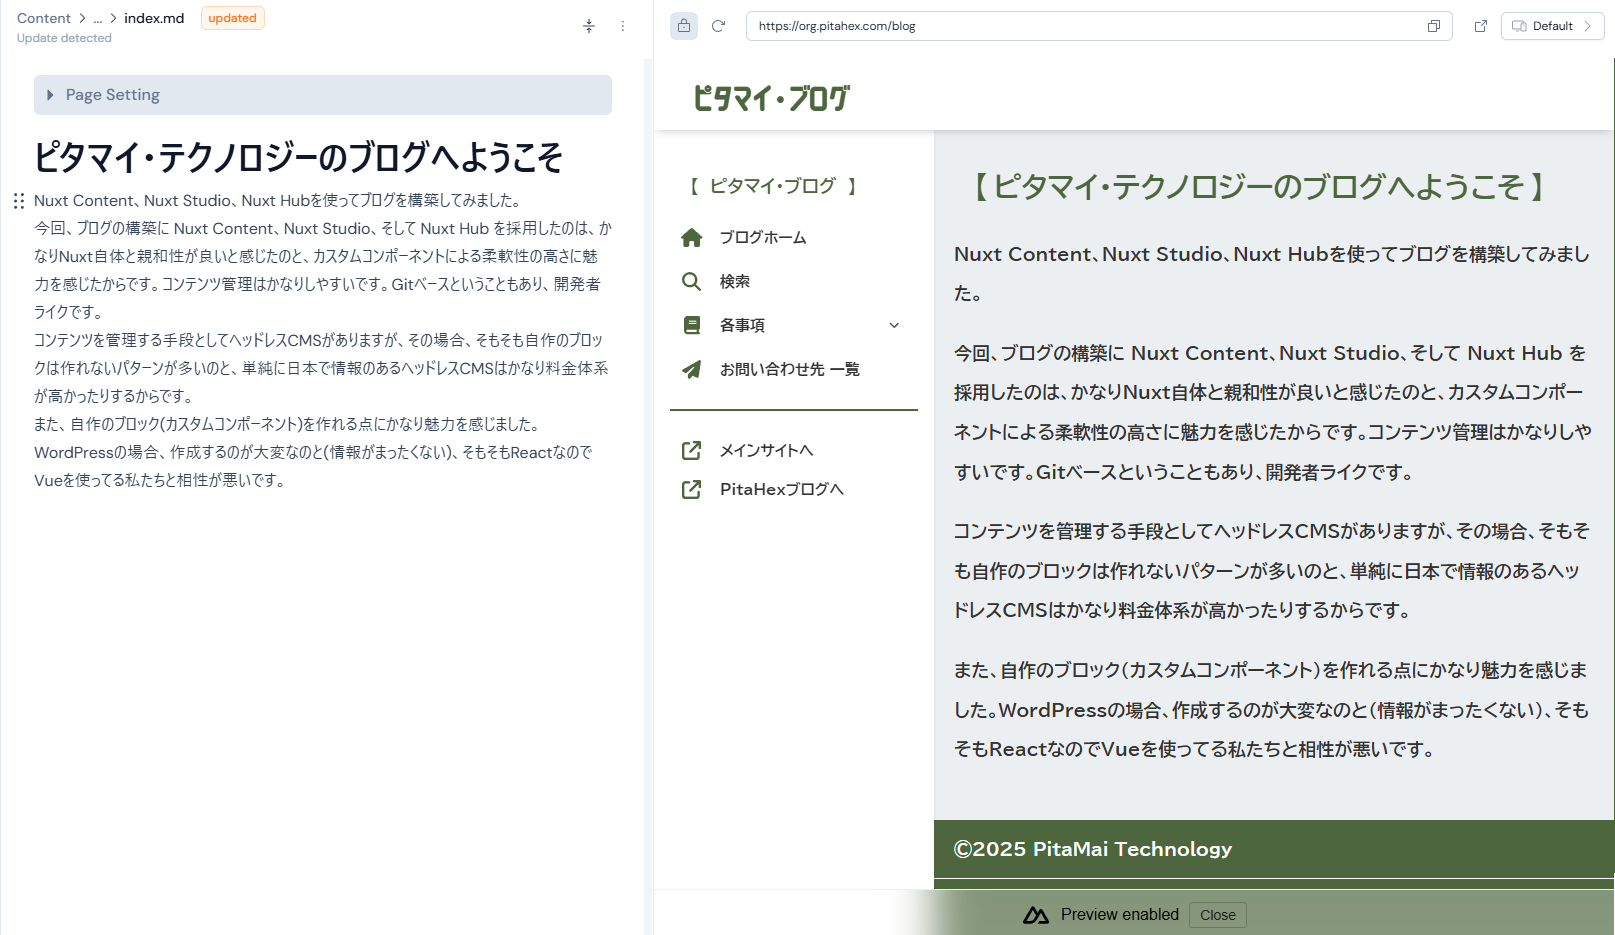 Content > ... > index.md updated
Update detected
Page Setting
ピタマイ・テクノロジーのブログへようこそ
Nuxt Content、Nuxt Studio、Nuxt Hubを使ってブログを構築してみました。
今回、ブログの構築に Nuxt Content、Nuxt Studio、そして Nuxt Hub を採用したのは、か
なりNuxt自体と親和性が良いと感じたのと、カスタムコンポーネントによる柔軟性の高さに魅
力を感じたからです。コンテンツ管理はかなりしやすいです。Gitベースということもあり、開発者
ライクです。
コンテンツを管理する手段としてヘッドレスCMSがありますが、その場合、そもそも自作のブロッ
クは作れないパターンが多いのと、単純に日本で情報のあるヘッドレスCMSはかなり料金体系
が高かったりするからです。
また、自作のブロック(カスタムコンポーネント)を作れる点にかなり魅力を感じました。
WordPressの場合、作成するのが大変なのと(情報がまったくない)、そもそもReactなので
Vueを使ってる私たちと相性が悪いです。
https://org.pitahex.com/blog
Default
ピタマイ・ブログ
【 ピタマイ・ブログ 】
ブログホーム
検索
各事項
お問い合わせ先 一覧
メインサイトへ
PitaHexブログへ
【 ピタマイ・テクノロジーのブログへようこそ 】
Nuxt Content、Nuxt Studio、Nuxt Hubを使ってブログを構築してみまし
た。
今回、ブログの構築に Nuxt Content、Nuxt Studio、そして Nuxt Hub を
採用したのは、かなりNuxt自体と親和性が良いと感じたのと、カスタムコンポー
ネントによる柔軟性の高さに魅力を感じたからです。コンテンツ管理はかなりしや
すいです。Gitベースということもあり、開発者ライクです。
コンテンツを管理する手段としてヘッドレスCMSがありますが、その場合、そもそ
も自作のブロックは作れないパターンが多いのと、単純に日本で情報のあるヘッ
ドレスCMSはかなり料金体系が高かったりするからです。
また、自作のブロック（カスタムコンポーネント）を作れる点にかなり魅力を感じま
した。WordPressの場合、作成するのが大変なのと（情報がまったくない）、そも
そもReactなのでVueを使ってる私たちと相性が悪いです。
©2025 PitaMai Technology
Preview enabled Close